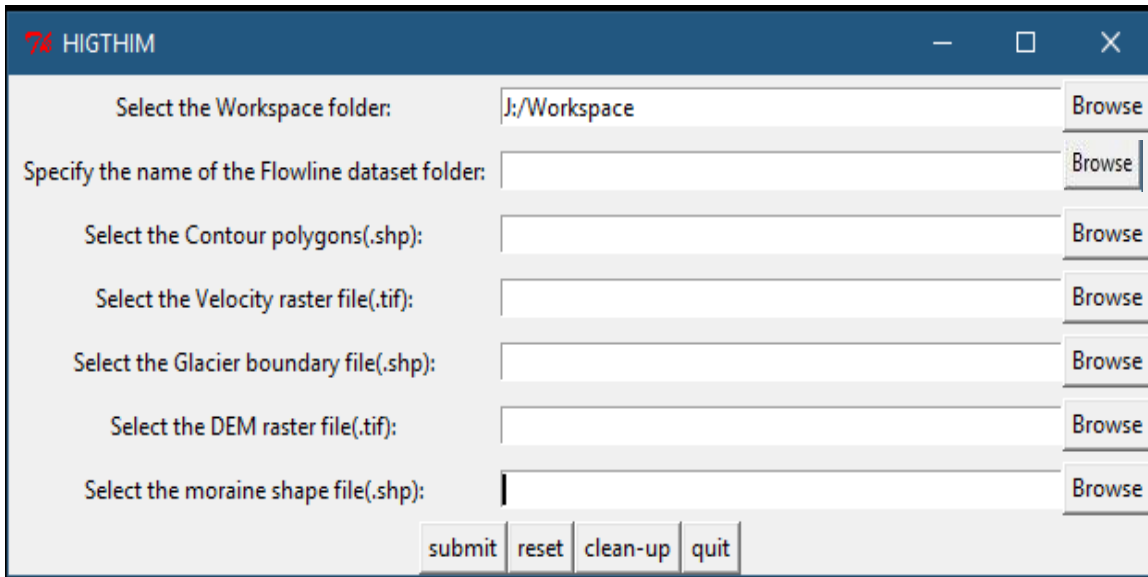 HIGTHIM
Select the Workspace folder: J:/Workspace Browse
Specify the name of the Flowline dataset folder: Browse
Select the Contour polygons(.shp): Browse
Select the Velocity raster file(.tif): Browse
Select the Glacier boundary file(.shp): Browse
Select the DEM raster file(.tif): Browse
Select the moraine shape file(.shp): Browse
submit reset clean-up quit